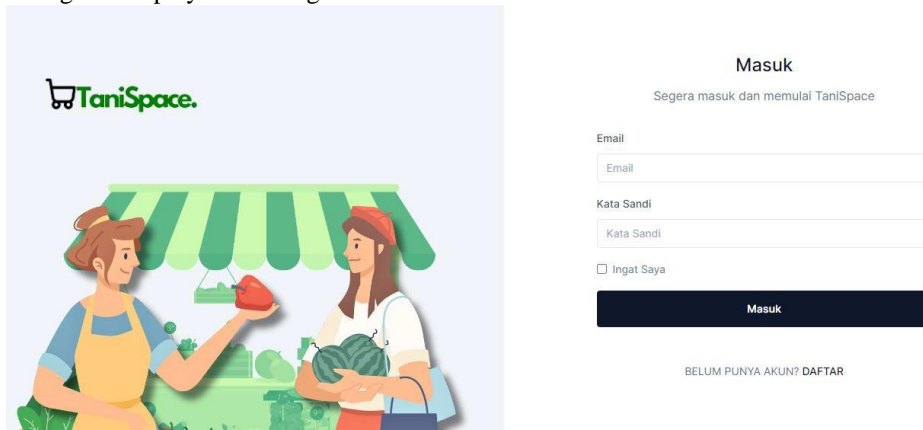 TaniSpace.
Masuk
Segera masuk dan memulai TaniSpace
Email
Email
Kata Sandi
Kata Sandi
Ingat Saya
Masuk
BELUM PUNYA AKUN? DAFTAR